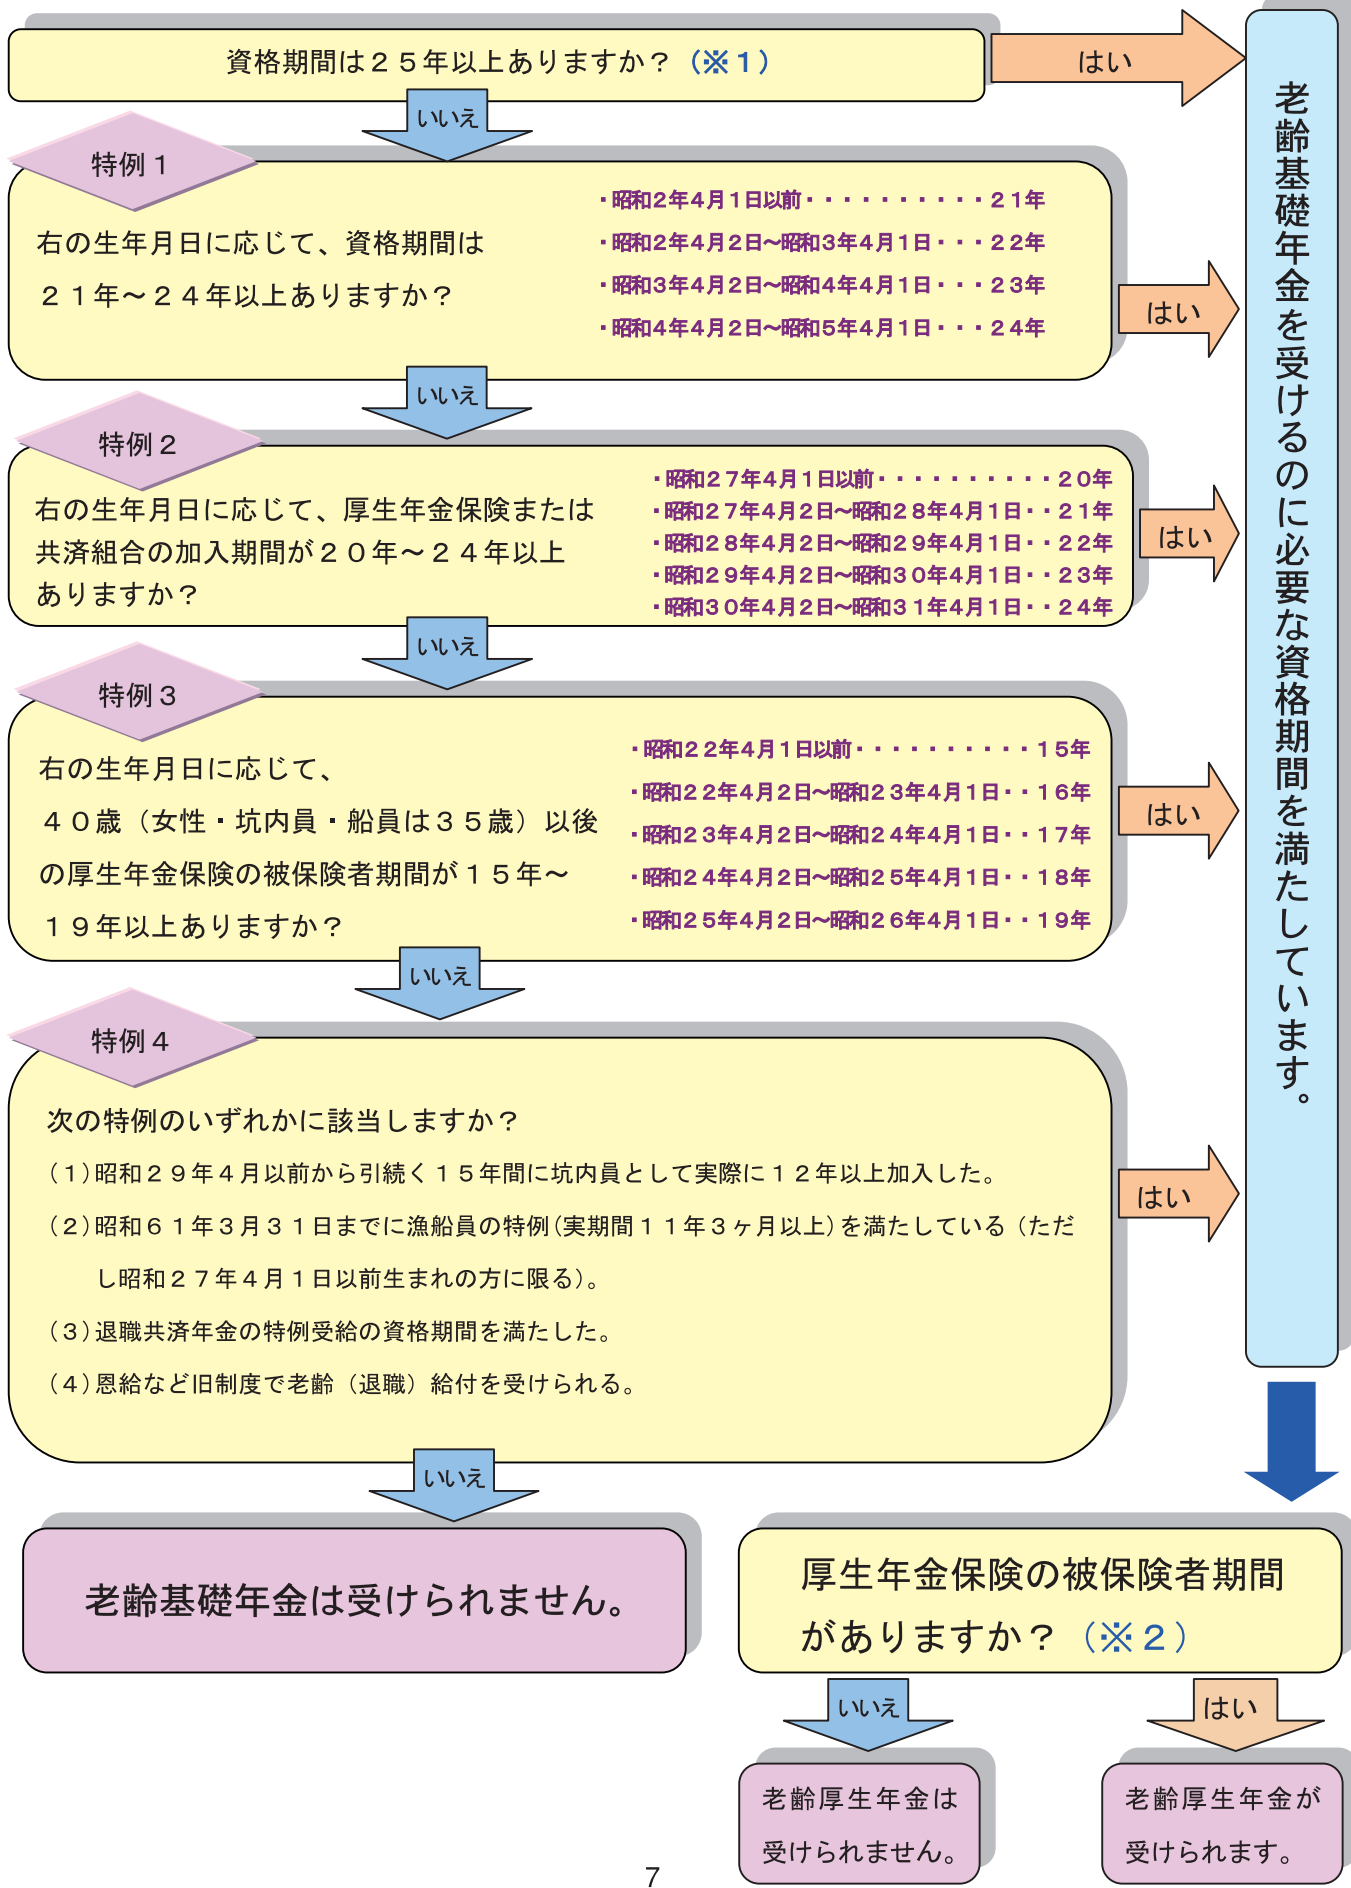 資格期間は２５年以上ありますか？（※１）
はい
いいえ
特例１
右の生年月日に応じて、資格期間は
２１年～２４年以上ありますか？
・昭和２年４月１日以前・・・・・・・・・・２１年
・昭和２年４月２日～昭和３年４月１日・・・２２年
・昭和３年４月２日～昭和４年４月１日・・・２３年
・昭和４年４月２日～昭和５年４月１日・・・２４年
はい
いいえ
特例２
右の生年月日に応じて、厚生年金保険または
共済組合の加入期間が２０年～２４年以上
ありますか？
・昭和２７年４月１日以前・・・・・・・・・・２０年
・昭和２７年４月２日～昭和２８年４月１日・・２１年
・昭和２８年４月２日～昭和２９年４月１日・・２２年
・昭和２９年４月２日～昭和３０年４月１日・・２３年
・昭和３０年４月２日～昭和３１年４月１日・・２４年
はい
いいえ
特例３
右の生年月日に応じて、
４０歳（女性・坑内員・船員は３５歳）以後
の厚生年金保険の被保険者期間が１５年～
１９年以上ありますか？
・昭和２２年４月１日以前・・・・・・・・・・１５年
・昭和２２年４月２日～昭和２３年４月１日・・１６年
・昭和２３年４月２日～昭和２４年４月１日・・１７年
・昭和２４年４月２日～昭和２５年４月１日・・１８年
・昭和２５年４月２日～昭和２６年４月１日・・１９年
はい
いいえ
特例４
次の特例のいずれかに該当しますか？
（１）昭和２９年４月以前から引続く１５年間に坑内員として実際に１２年以上加入した。
（２）昭和６１年３月３１日までに漁船員の特例（実期間１１年３ヶ月以上）を満たしている（ただ
し昭和２７年４月１日以前生まれの方に限る）。
（３）退職共済年金の特例受給の資格期間を満たした。
（４）恩給など旧制度で老齢（退職）給付を受けられる。
はい
いいえ
老齢基礎年金を受けるのに必要な資格期間を満たしています。
老齢基礎年金は受けられません。
厚生年金保険の被保険者期間
がありますか？（※２）
いいえ
はい
老齢厚生年金は
受けられません。
老齢厚生年金が
受けられます。
7